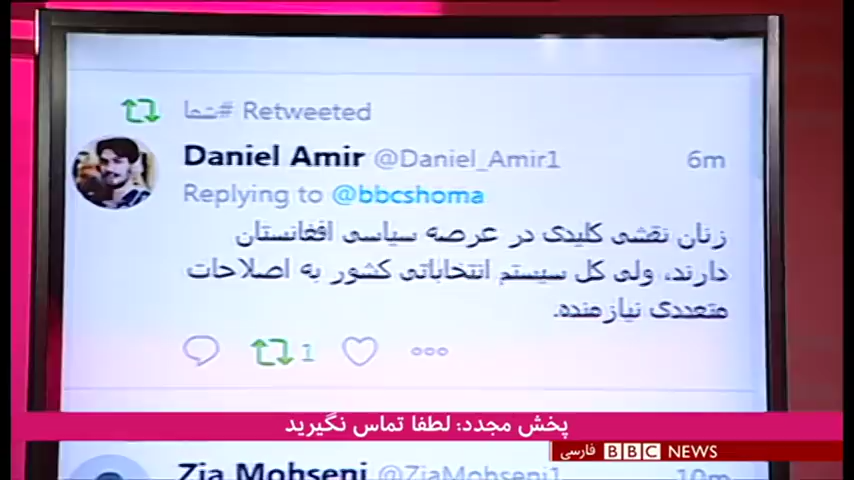 #شما Retweeted
Daniel Amir @Daniel_Amir1 6m
Replying to @bbcshoma
زنان نقشی کلیدی در عرصه سیاسی افغانستان
دارند، ولی کل سیستم انتخاباتی کشور به اصلاحات
متعددی نیازمنده.
1
پخش مجدد: لطفا تماس نگیرید
BBC NEWS فارسی
Zia Mohseni @ZiaMohseni1 10m